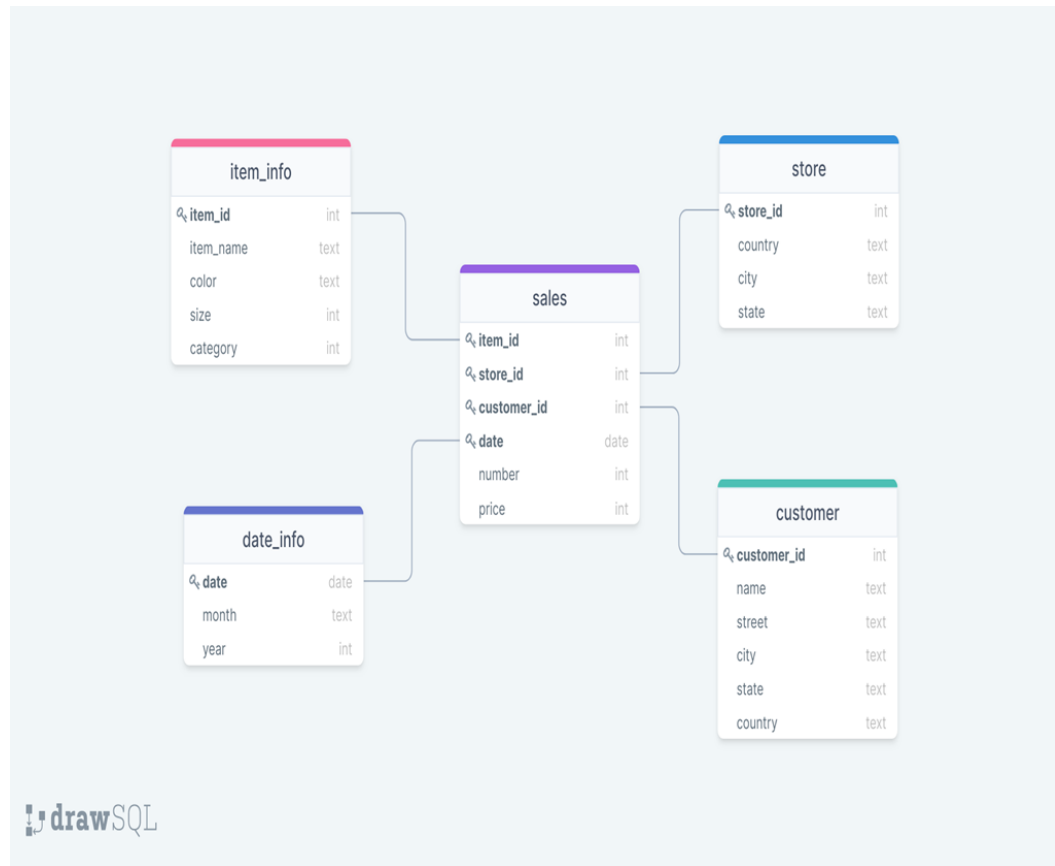 item_info
item_id int
item_name text
color text
size int
category int
store
store_id int
country text
city text
state text
sales
item_id int
store_id int
customer_id int
date date
number int
price int
date_info
date date
month text
year int
customer
customer_id int
name text
street text
city text
state text
country text
drawSQL